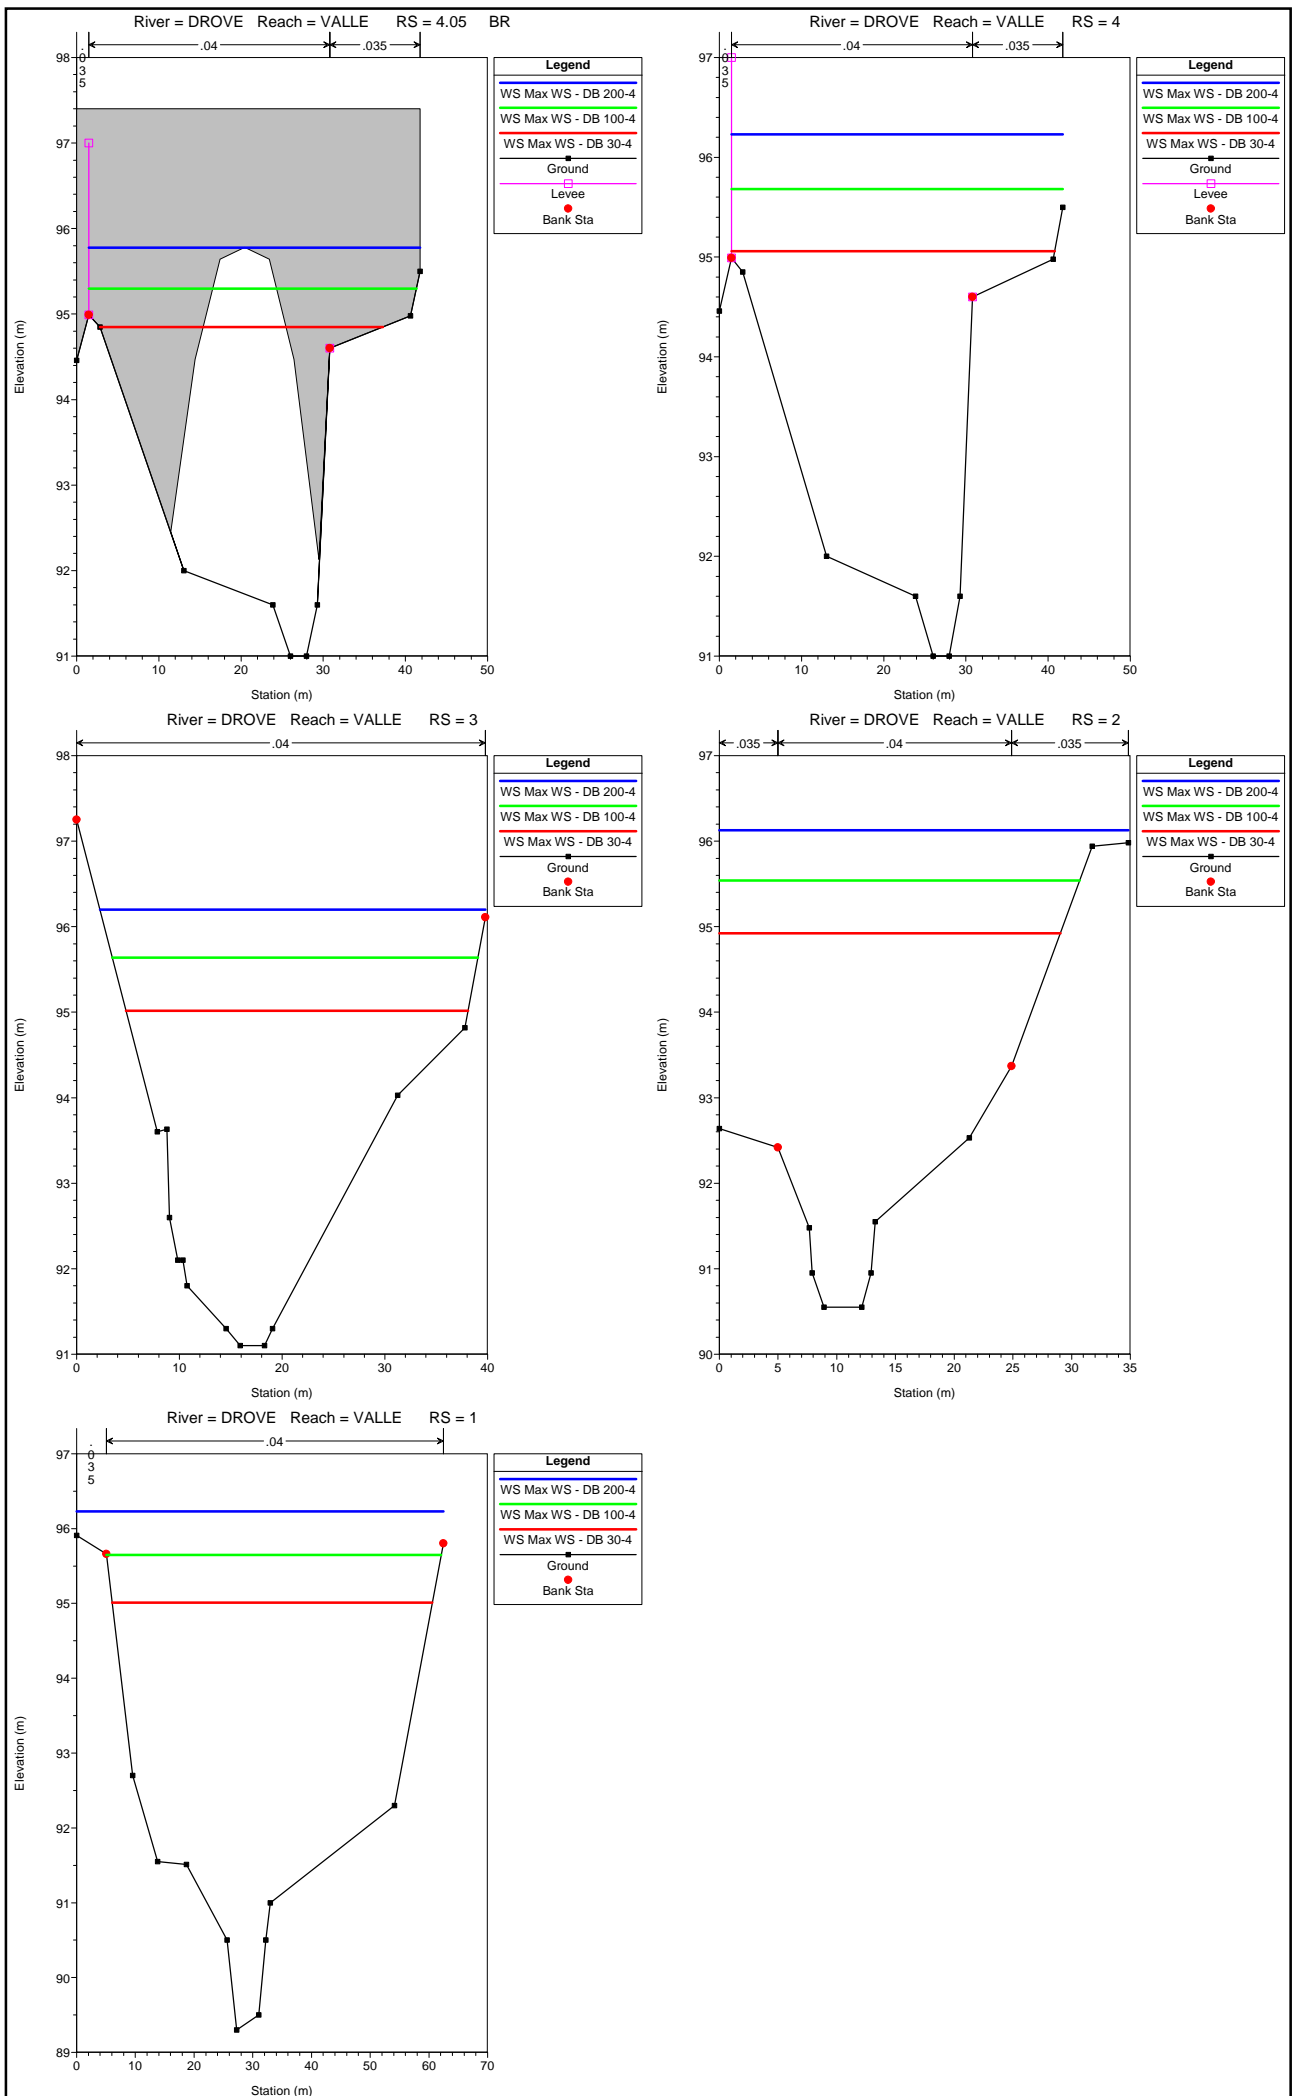 River = DROVE Reach = VALLE RS = 4.05 BR
.035
.04
.035
98
97
96
95
94
93
92
91
Elevation (m)
0 10 20 30 40 50
Station (m)
Legend
WS Max WS - DB 200-4
WS Max WS - DB 100-4
WS Max WS - DB 30-4
Ground
Levee
Bank Sta
River = DROVE Reach = VALLE RS = 4
.035
.04
.035
97
96
95
94
93
92
91
Elevation (m)
0 10 20 30 40 50
Station (m)
Legend
WS Max WS - DB 200-4
WS Max WS - DB 100-4
WS Max WS - DB 30-4
Ground
Levee
Bank Sta
River = DROVE Reach = VALLE RS = 3
.04
98
97
96
95
94
93
92
91
Elevation (m)
0 10 20 30 40
Station (m)
Legend
WS Max WS - DB 200-4
WS Max WS - DB 100-4
WS Max WS - DB 30-4
Ground
Bank Sta
River = DROVE Reach = VALLE RS = 2
.035 .04 .035
97
96
95
94
93
92
91
90
Elevation (m)
0 5 10 15 20 25 30 35
Station (m)
Legend
WS Max WS - DB 200-4
WS Max WS - DB 100-4
WS Max WS - DB 30-4
Ground
Bank Sta
River = DROVE Reach = VALLE RS = 1
.035
.04
97
96
95
94
93
92
91
90
89
Elevation (m)
0 10 20 30 40 50 60 70
Station (m)
Legend
WS Max WS - DB 200-4
WS Max WS - DB 100-4
WS Max WS - DB 30-4
Ground
Bank Sta